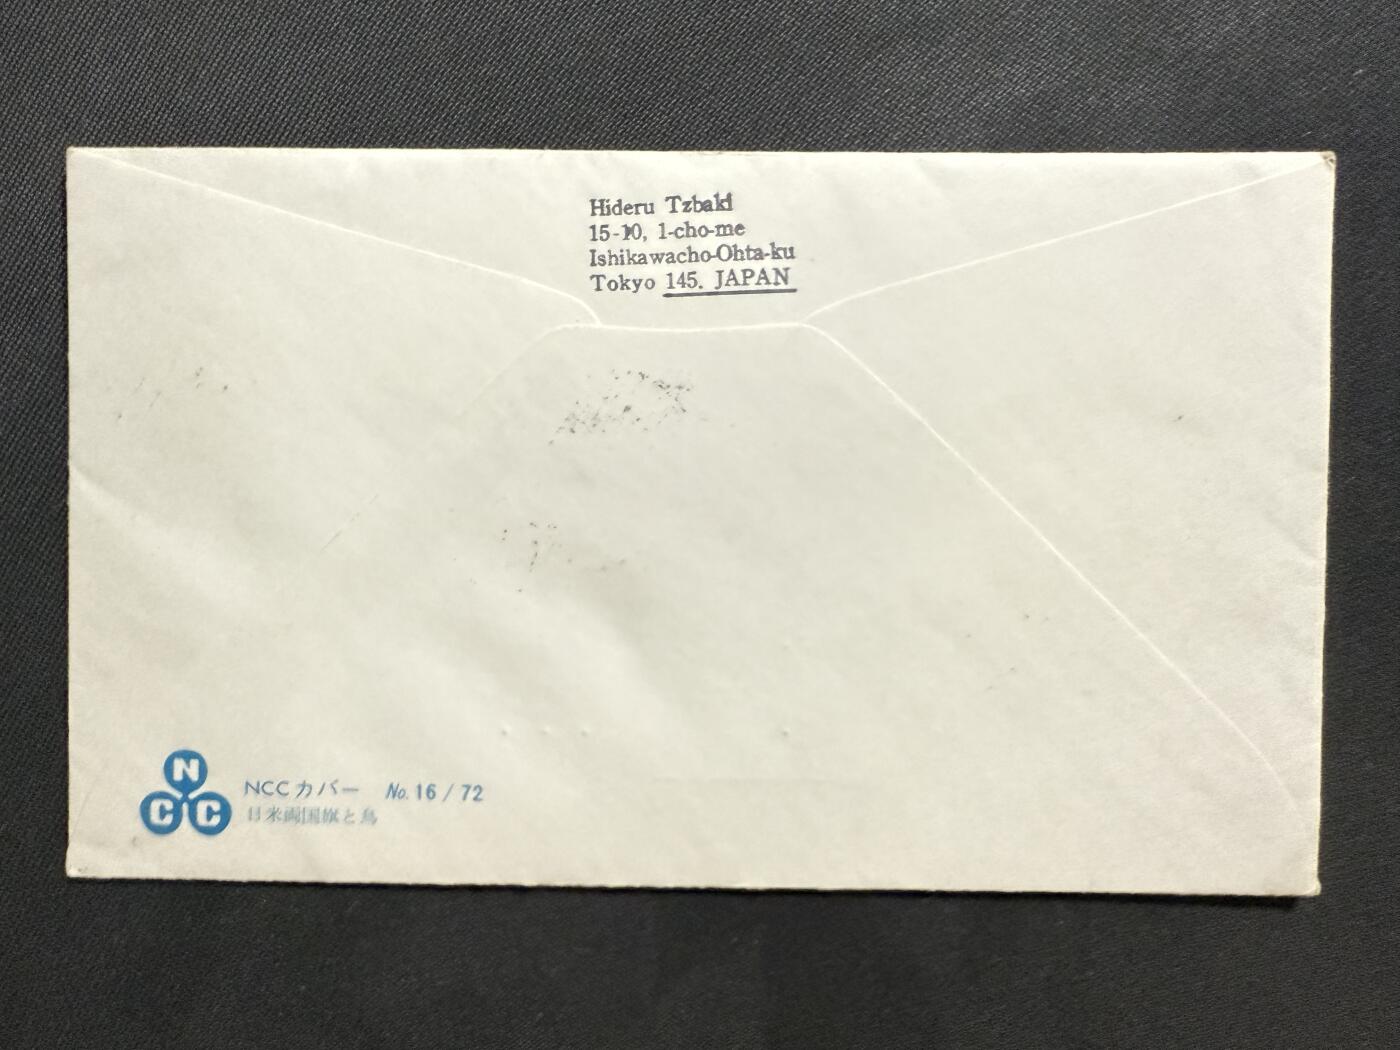 Hideru Tzbaki
15-10, 1-cho-me
Ishikawacho-Ohta-ku
Tokyo 145. JAPAN
N
C C
NCCカバー No. 16 / 72
日米両国旗と鳥